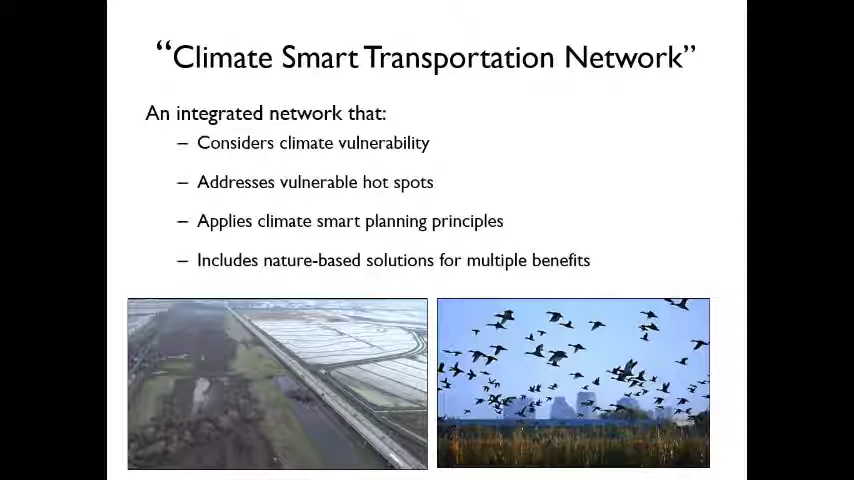 “Climate Smart Transportation Network”
An integrated network that:
– Considers climate vulnerability
– Addresses vulnerable hot spots
– Applies climate smart planning principles
– Includes nature-based solutions for multiple benefits